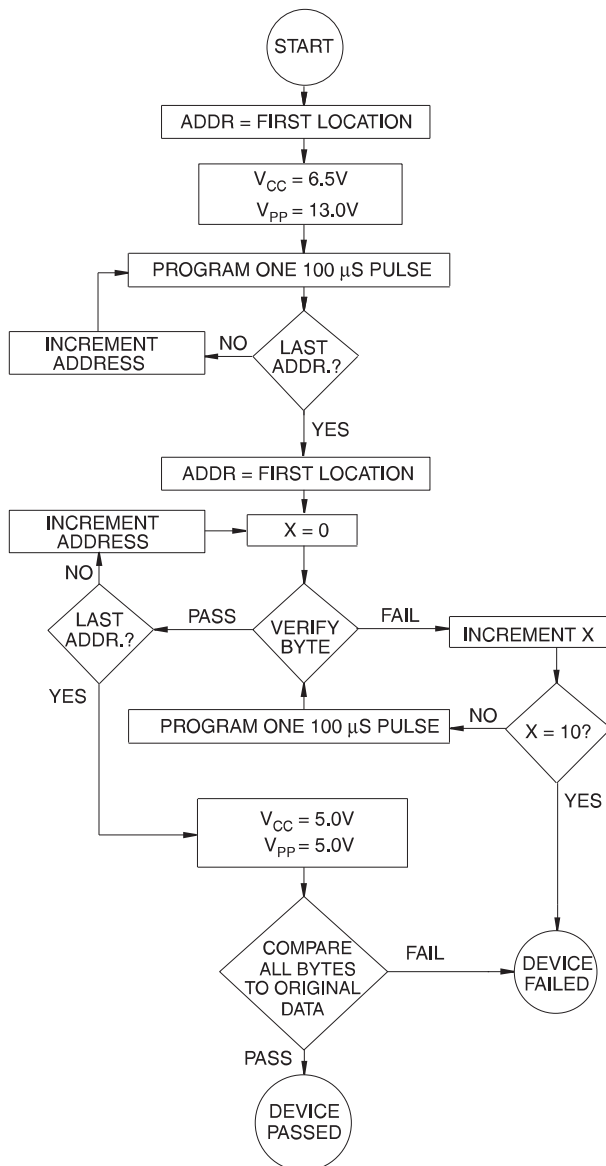 START
ADDR = FIRST LOCATION
VCC = 6.5V
VPP = 13.0V
PROGRAM ONE 100 µS PULSE
INCREMENT
ADDRESS
NO
LAST
ADDR.?
YES
ADDR = FIRST LOCATION
INCREMENT
ADDRESS
X = 0
NO
LAST
ADDR.?
PASS
VERIFY
BYTE
FAIL
INCREMENT X
YES
PROGRAM ONE 100 µS PULSE
NO
X = 10?
YES
VCC = 5.0V
VPP = 5.0V
COMPARE
ALL BYTES
TO ORIGINAL
DATA
FAIL
DEVICE
FAILED
PASS
DEVICE
PASSED